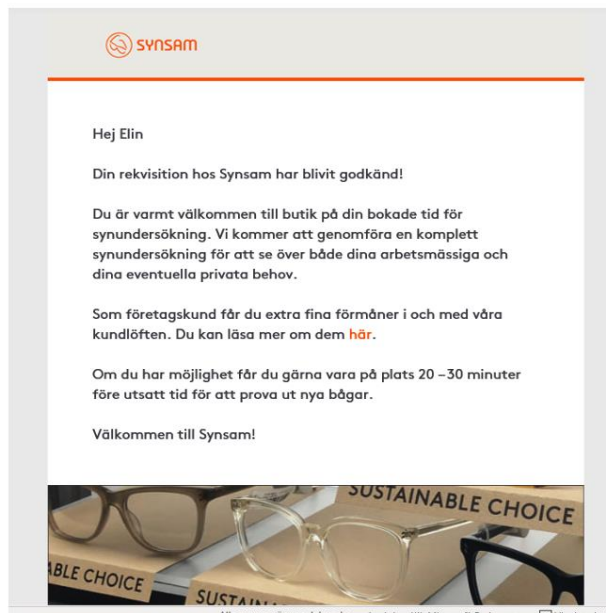 SYNSAM
Hej Elin
Din rekvisition hos Synsam har blivit godkänd!
Du är varmt välkommen till butik på din bokade tid för
synundersökning. Vi kommer att genomföra en komplett
synundersökning för att se över både dina arbetsmässiga och
dina eventuella privata behov.
Som företagskund får du extra fina förmåner i och med våra
kundlöften. Du kan läsa mer om dem här.
Om du har möjlighet får du gärna vara på plats 20 –30 minuter
före utsatt tid för att prova ut nya bågar.
Välkommen till Synsam!
SUSTAINABLE CHOICE
ABLE CHOICE